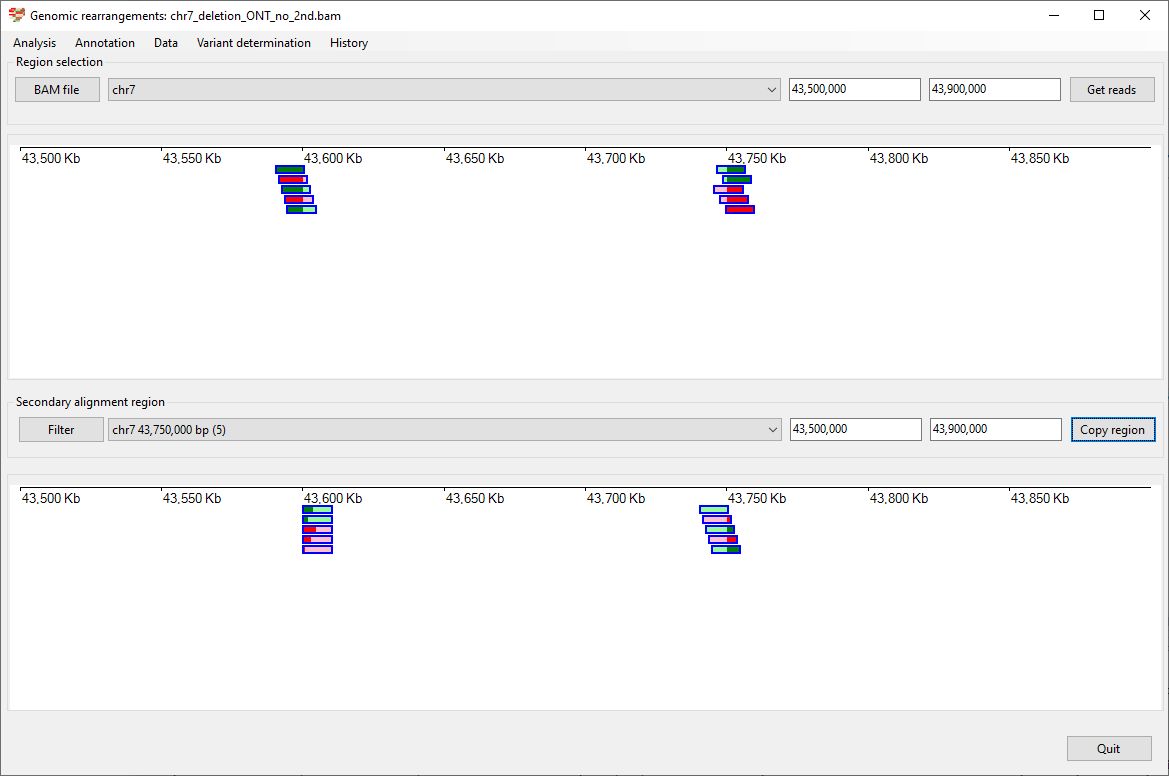 Genomic rearrangements: chr7_deletion_ONT_no_2nd.bam
Analysis Annotation Data Variant determination History
Region selection
BAM file chr7 43,500,000 43,900,000 Get reads
43,500 Kb 43,550 Kb 43,600 Kb 43,650 Kb 43,700 Kb 43,750 Kb 43,800 Kb 43,850 Kb
Secondary alignment region
Filter chr7 43,750,000 bp (5) 43,500,000 43,900,000 Copy region
43,500 Kb 43,550 Kb 43,600 Kb 43,650 Kb 43,700 Kb 43,750 Kb 43,800 Kb 43,850 Kb
Quit